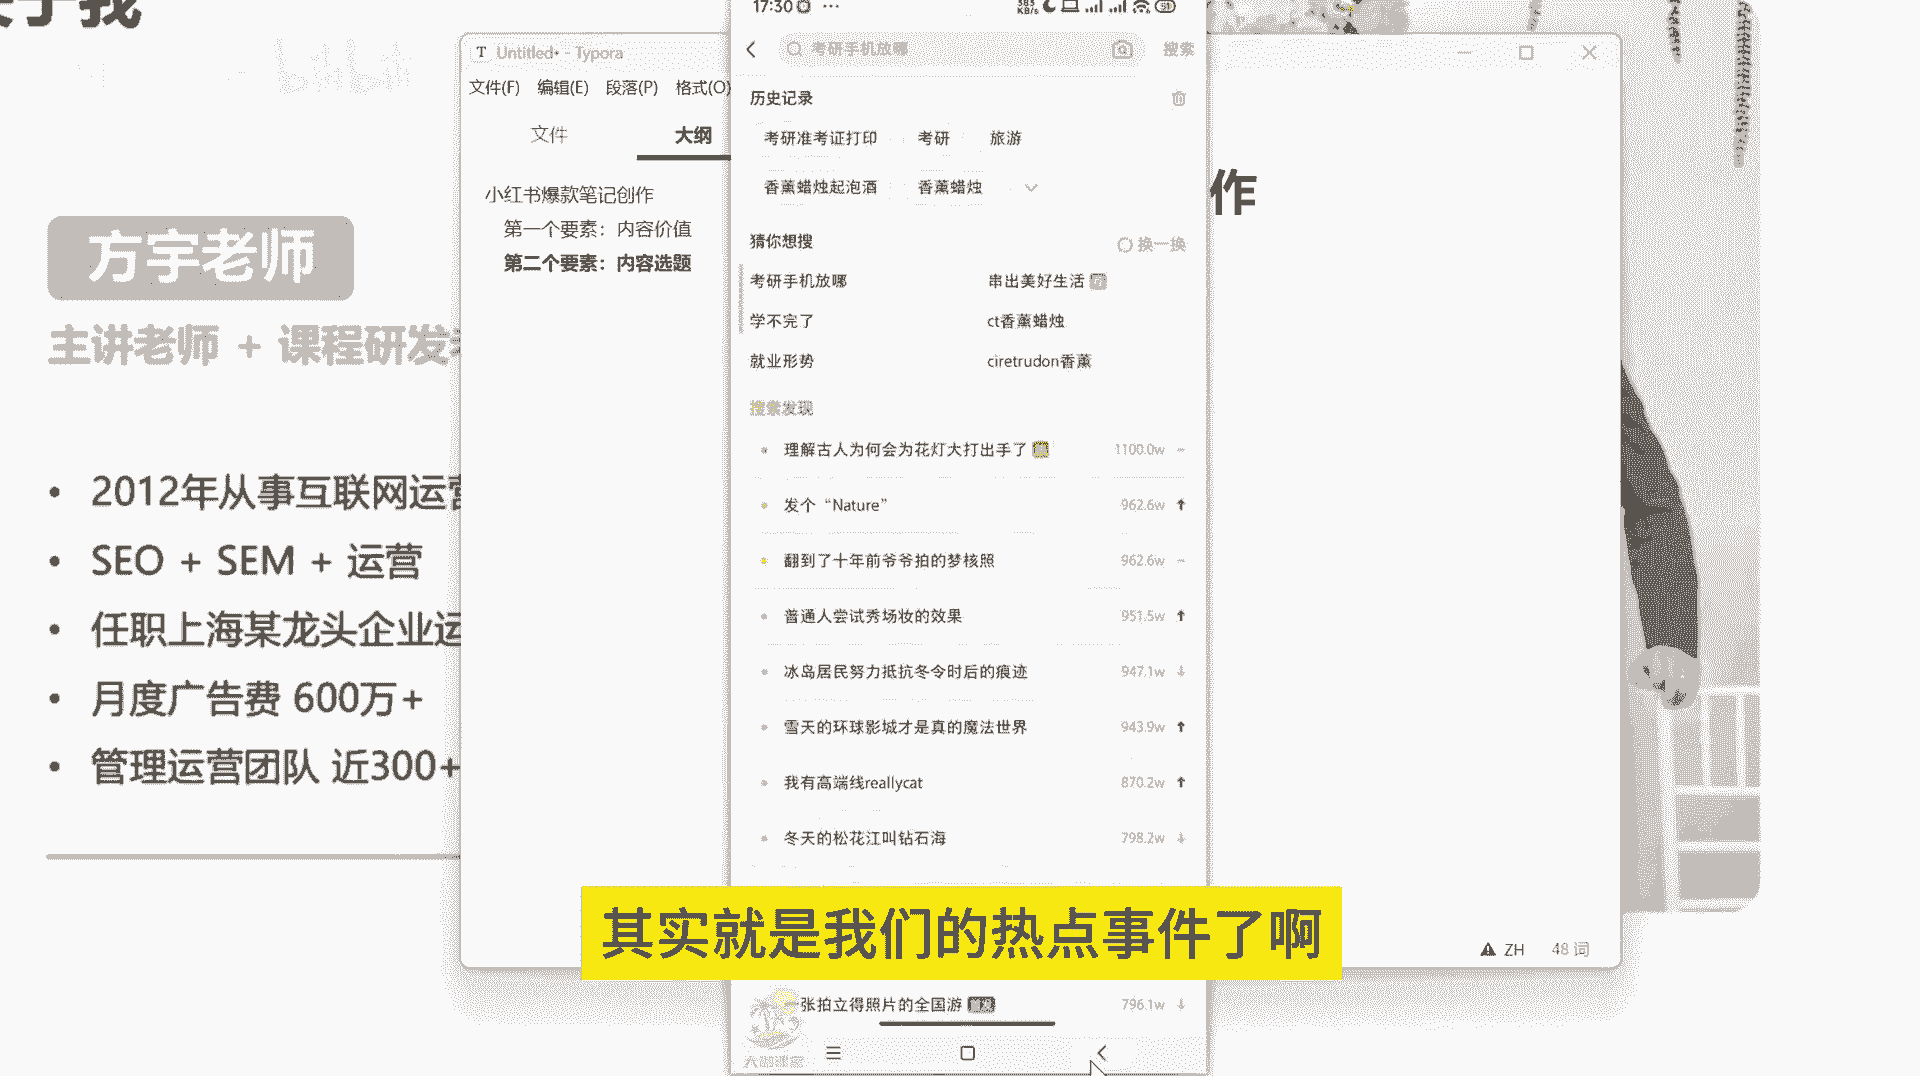 关于我
方宇老师
主讲老师 + 课程研发
2012年从事互联网运营
SEO + SEM + 运营
任职上海某龙头企业运
月度广告费 600万+
管理运营团队 近300+
T Untitled• - Typora
文件(F) 编辑(E) 段落(P) 格式(O)
文件 大纲
小红书爆款笔记创作
第一个要素：内容价值
第二个要素：内容选题
作
ZH 48 词
17:30
考研手机放哪 搜索
历史记录
考研准考证打印 考研 旅游
香薰蜡烛起泡酒 香薰蜡烛
猜你想搜 换一换
考研手机放哪 串出美好生活
学不完了 ct香薰蜡烛
就业形势 ciretrudon香薰
搜索发现
理解古人为何会为花灯大打出手了 1100.0w
发个“Nature” 962.6w
翻到了十年前爷爷拍的梦核照 962.6w
普通人尝试秀场妆的效果 951.5w
冰岛居民努力抵抗冬令时后的痕迹 947.1w
雪天的环球影城才是真的魔法世界 943.9w
我有高端线reallycat 870.2w
冬天的松花江叫钻石海 798.2w
其实就是我们的热点事件了啊
一张拍立得照片的全国游 首发 796.1w